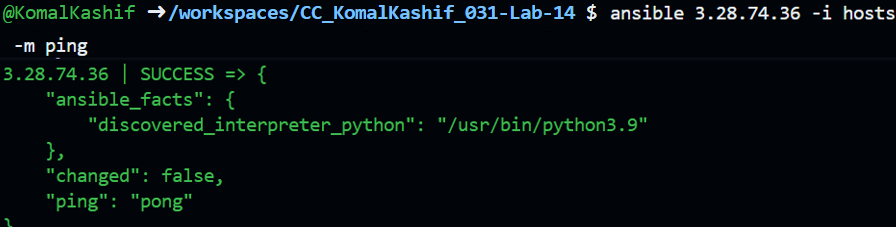 @KomalKashif ➜/workspaces/CC_KomalKashif_031-Lab-14 $ ansible 3.28.74.36 -i hosts
-m ping
3.28.74.36 | SUCCESS => {
    "ansible_facts": {
        "discovered_interpreter_python": "/usr/bin/python3.9"
    },
    "changed": false,
    "ping": "pong"
}